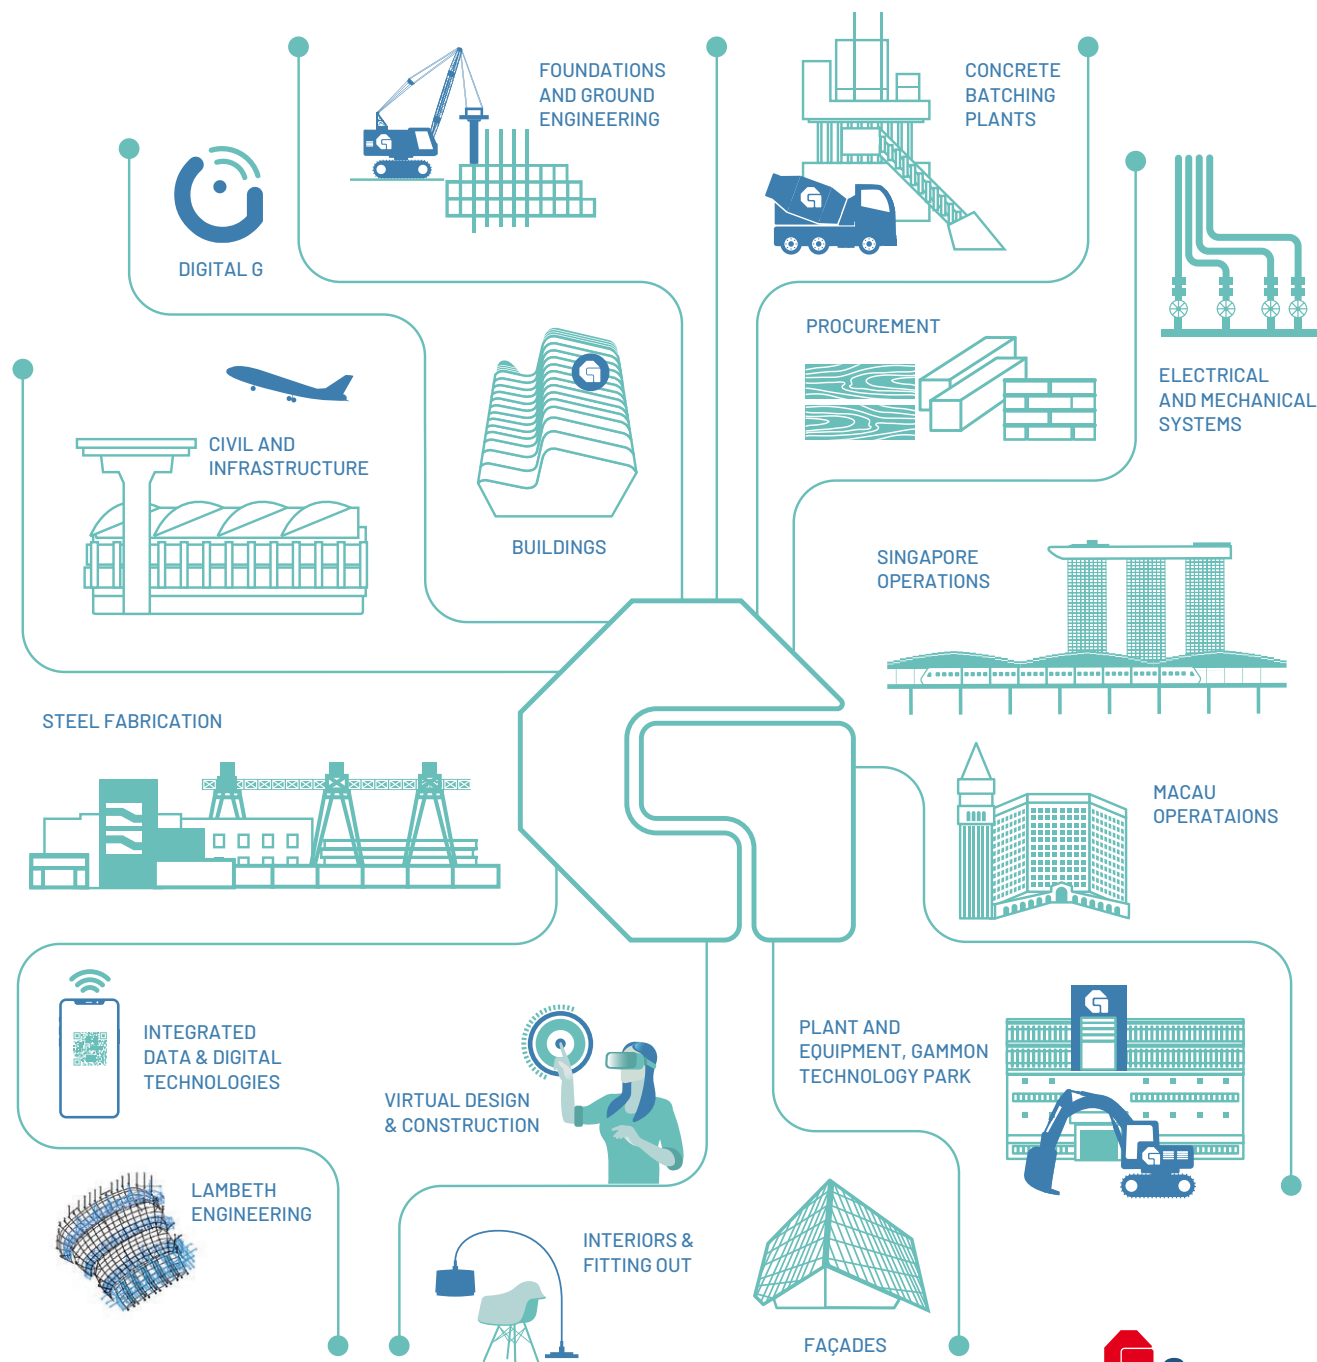 FOUNDATIONS
AND GROUND
ENGINEERING
CONCRETE
BATCHING
PLANTS
DIGITAL G
PROCUREMENT
ELECTRICAL
AND MECHANICAL
SYSTEMS
CIVIL AND
INFRASTRUCTURE
BUILDINGS
SINGAPORE
OPERATIONS
STEEL FABRICATION
MACAU
OPERATAIONS
INTEGRATED
DATA & DIGITAL
TECHNOLOGIES
PLANT AND
EQUIPMENT, GAMMON
TECHNOLOGY PARK
VIRTUAL DESIGN
& CONSTRUCTION
LAMBETH
ENGINEERING
INTERIORS &
FITTING OUT
FAÇADES